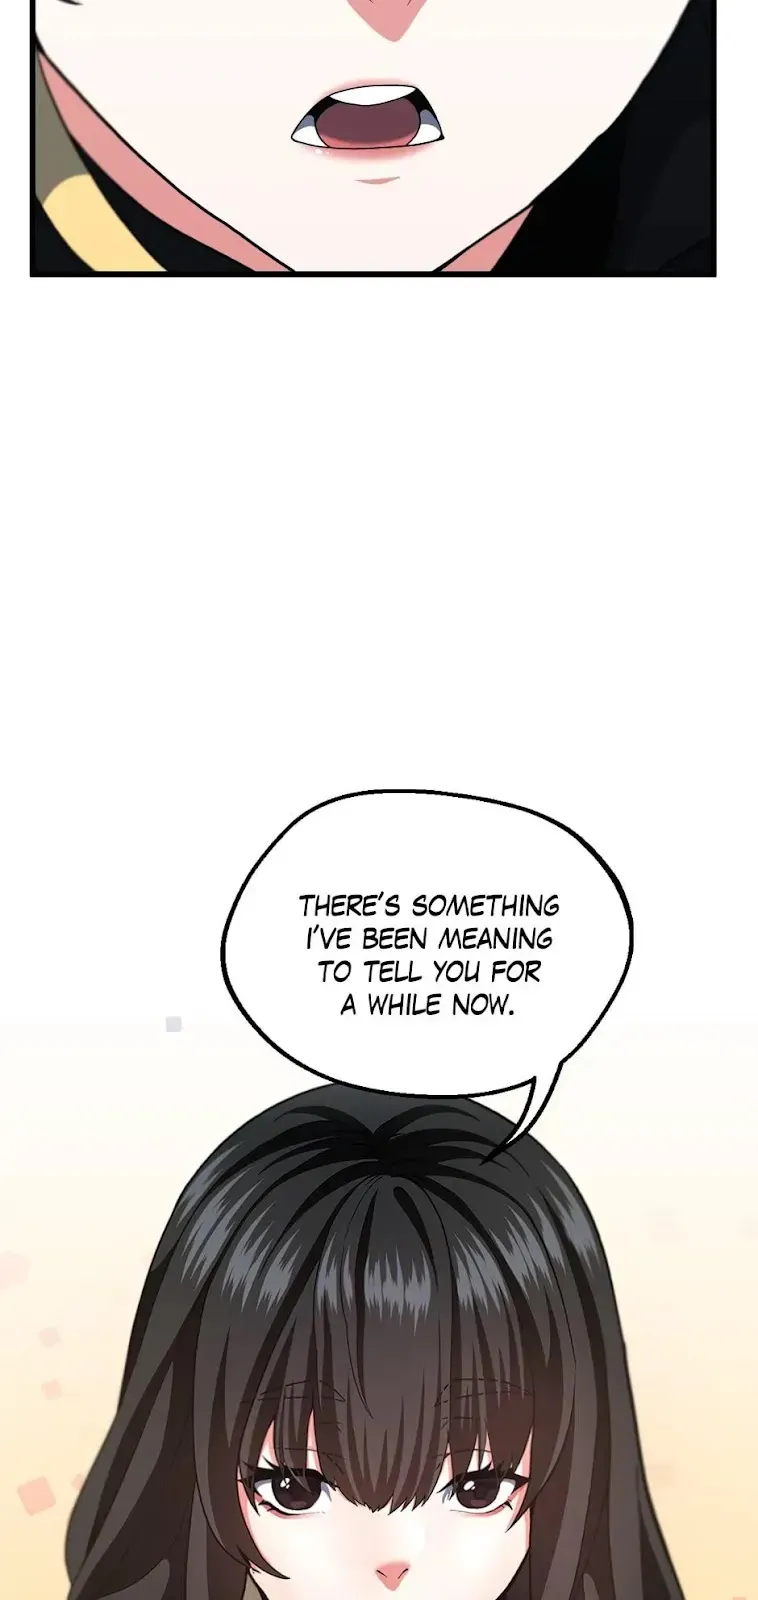 THERE'S SOMETHING
I'VE BEEN MEANING
TO TELL YOU FOR
A WHILE NOW.